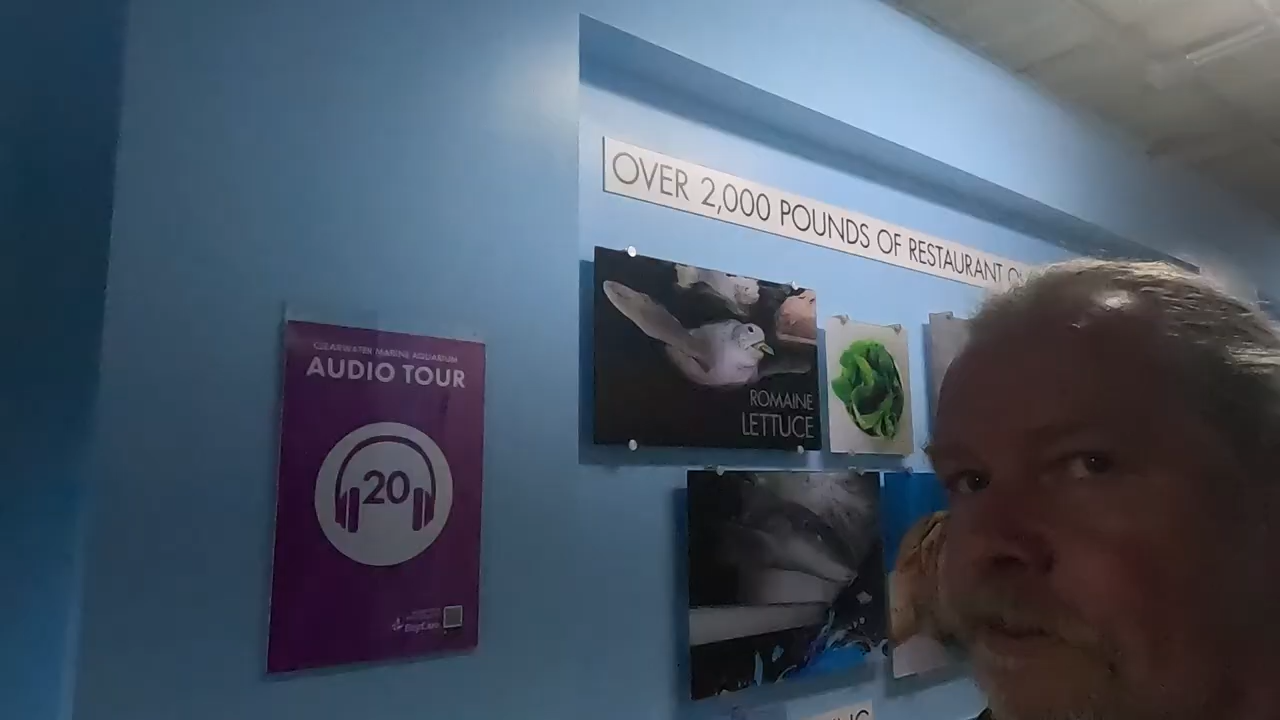 CLEARWATER MARINE AQUARIUM
AUDIO TOUR
20
OVER 2,000 POUNDS OF RESTAURANT
ROMAINE
LETTUCE